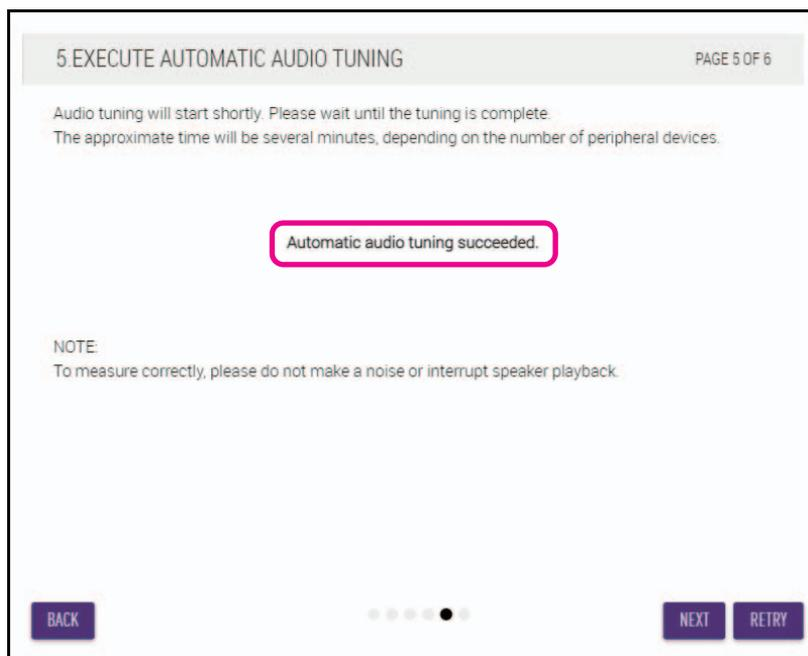 5.EXECUTE AUTOMATIC AUDIO TUNING PAGE 5 OF 6
Audio tuning will start shortly. Please wait until the tuning is complete.
The approximate time will be several minutes, depending on the number of peripheral devices.
Automatic audio tuning succeeded.
NOTE:
To measure correctly, please do not make a noise or interrupt speaker playback.
BACK NEXT RETRY